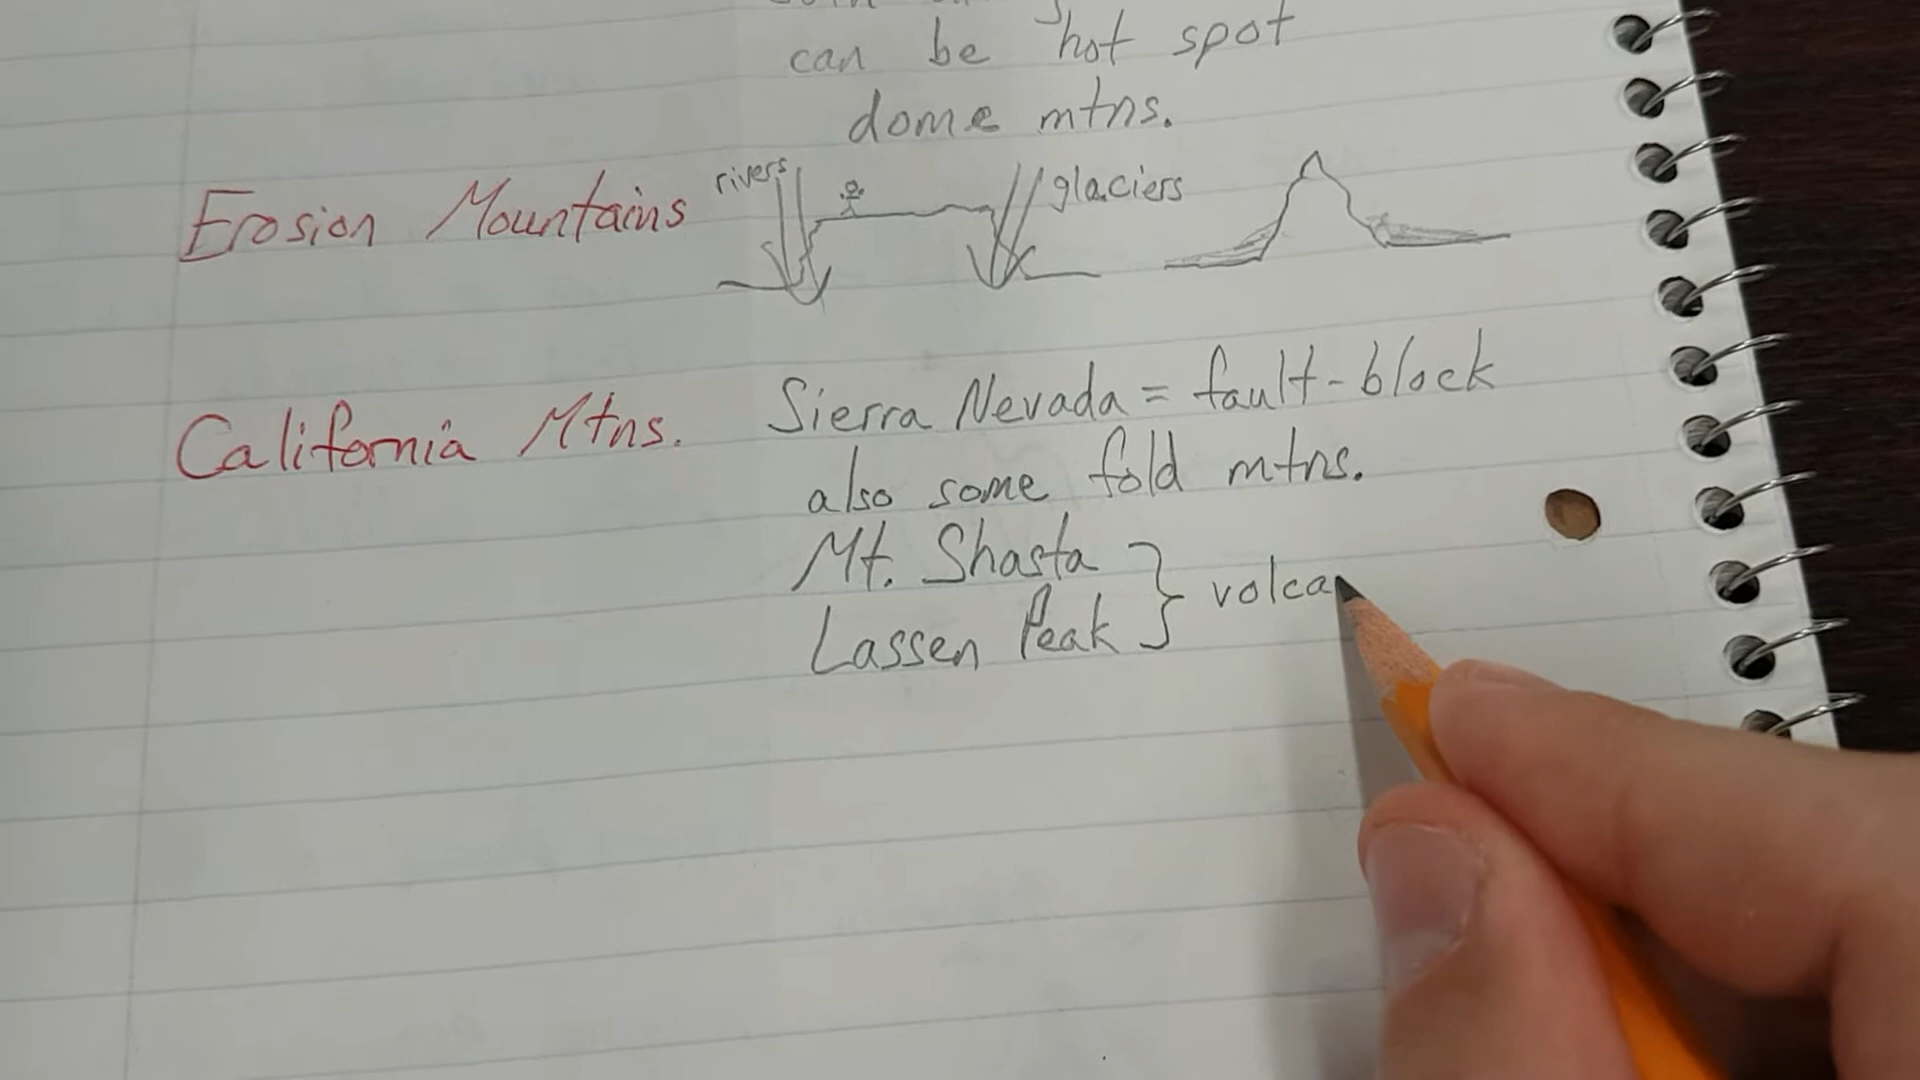 can be hot spot
dome mtns.
Erosion Mountains
rivers
glaciers
California Mtns.
Sierra Nevada = fault-block
also some fold mtns.
Mt. Shasta
Lassen Peak } volca